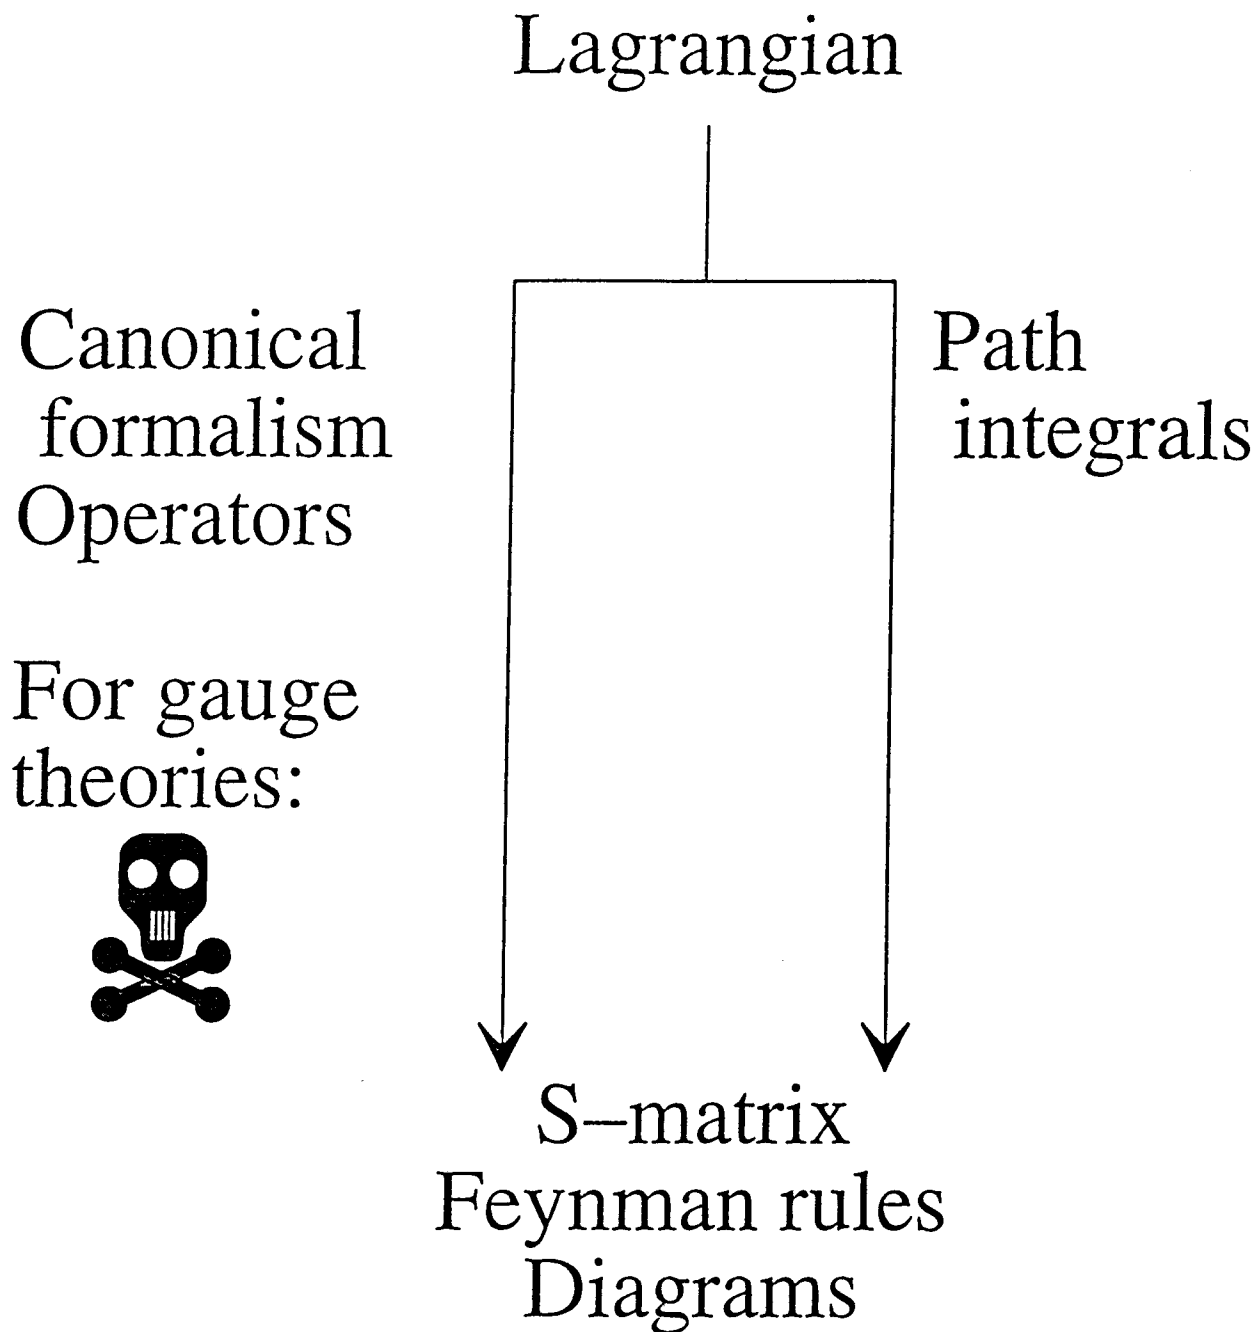 Lagrangian
Canonical
formalism
Operators
Path
integrals
For gauge
theories:
S–matrix
Feynman rules
Diagrams